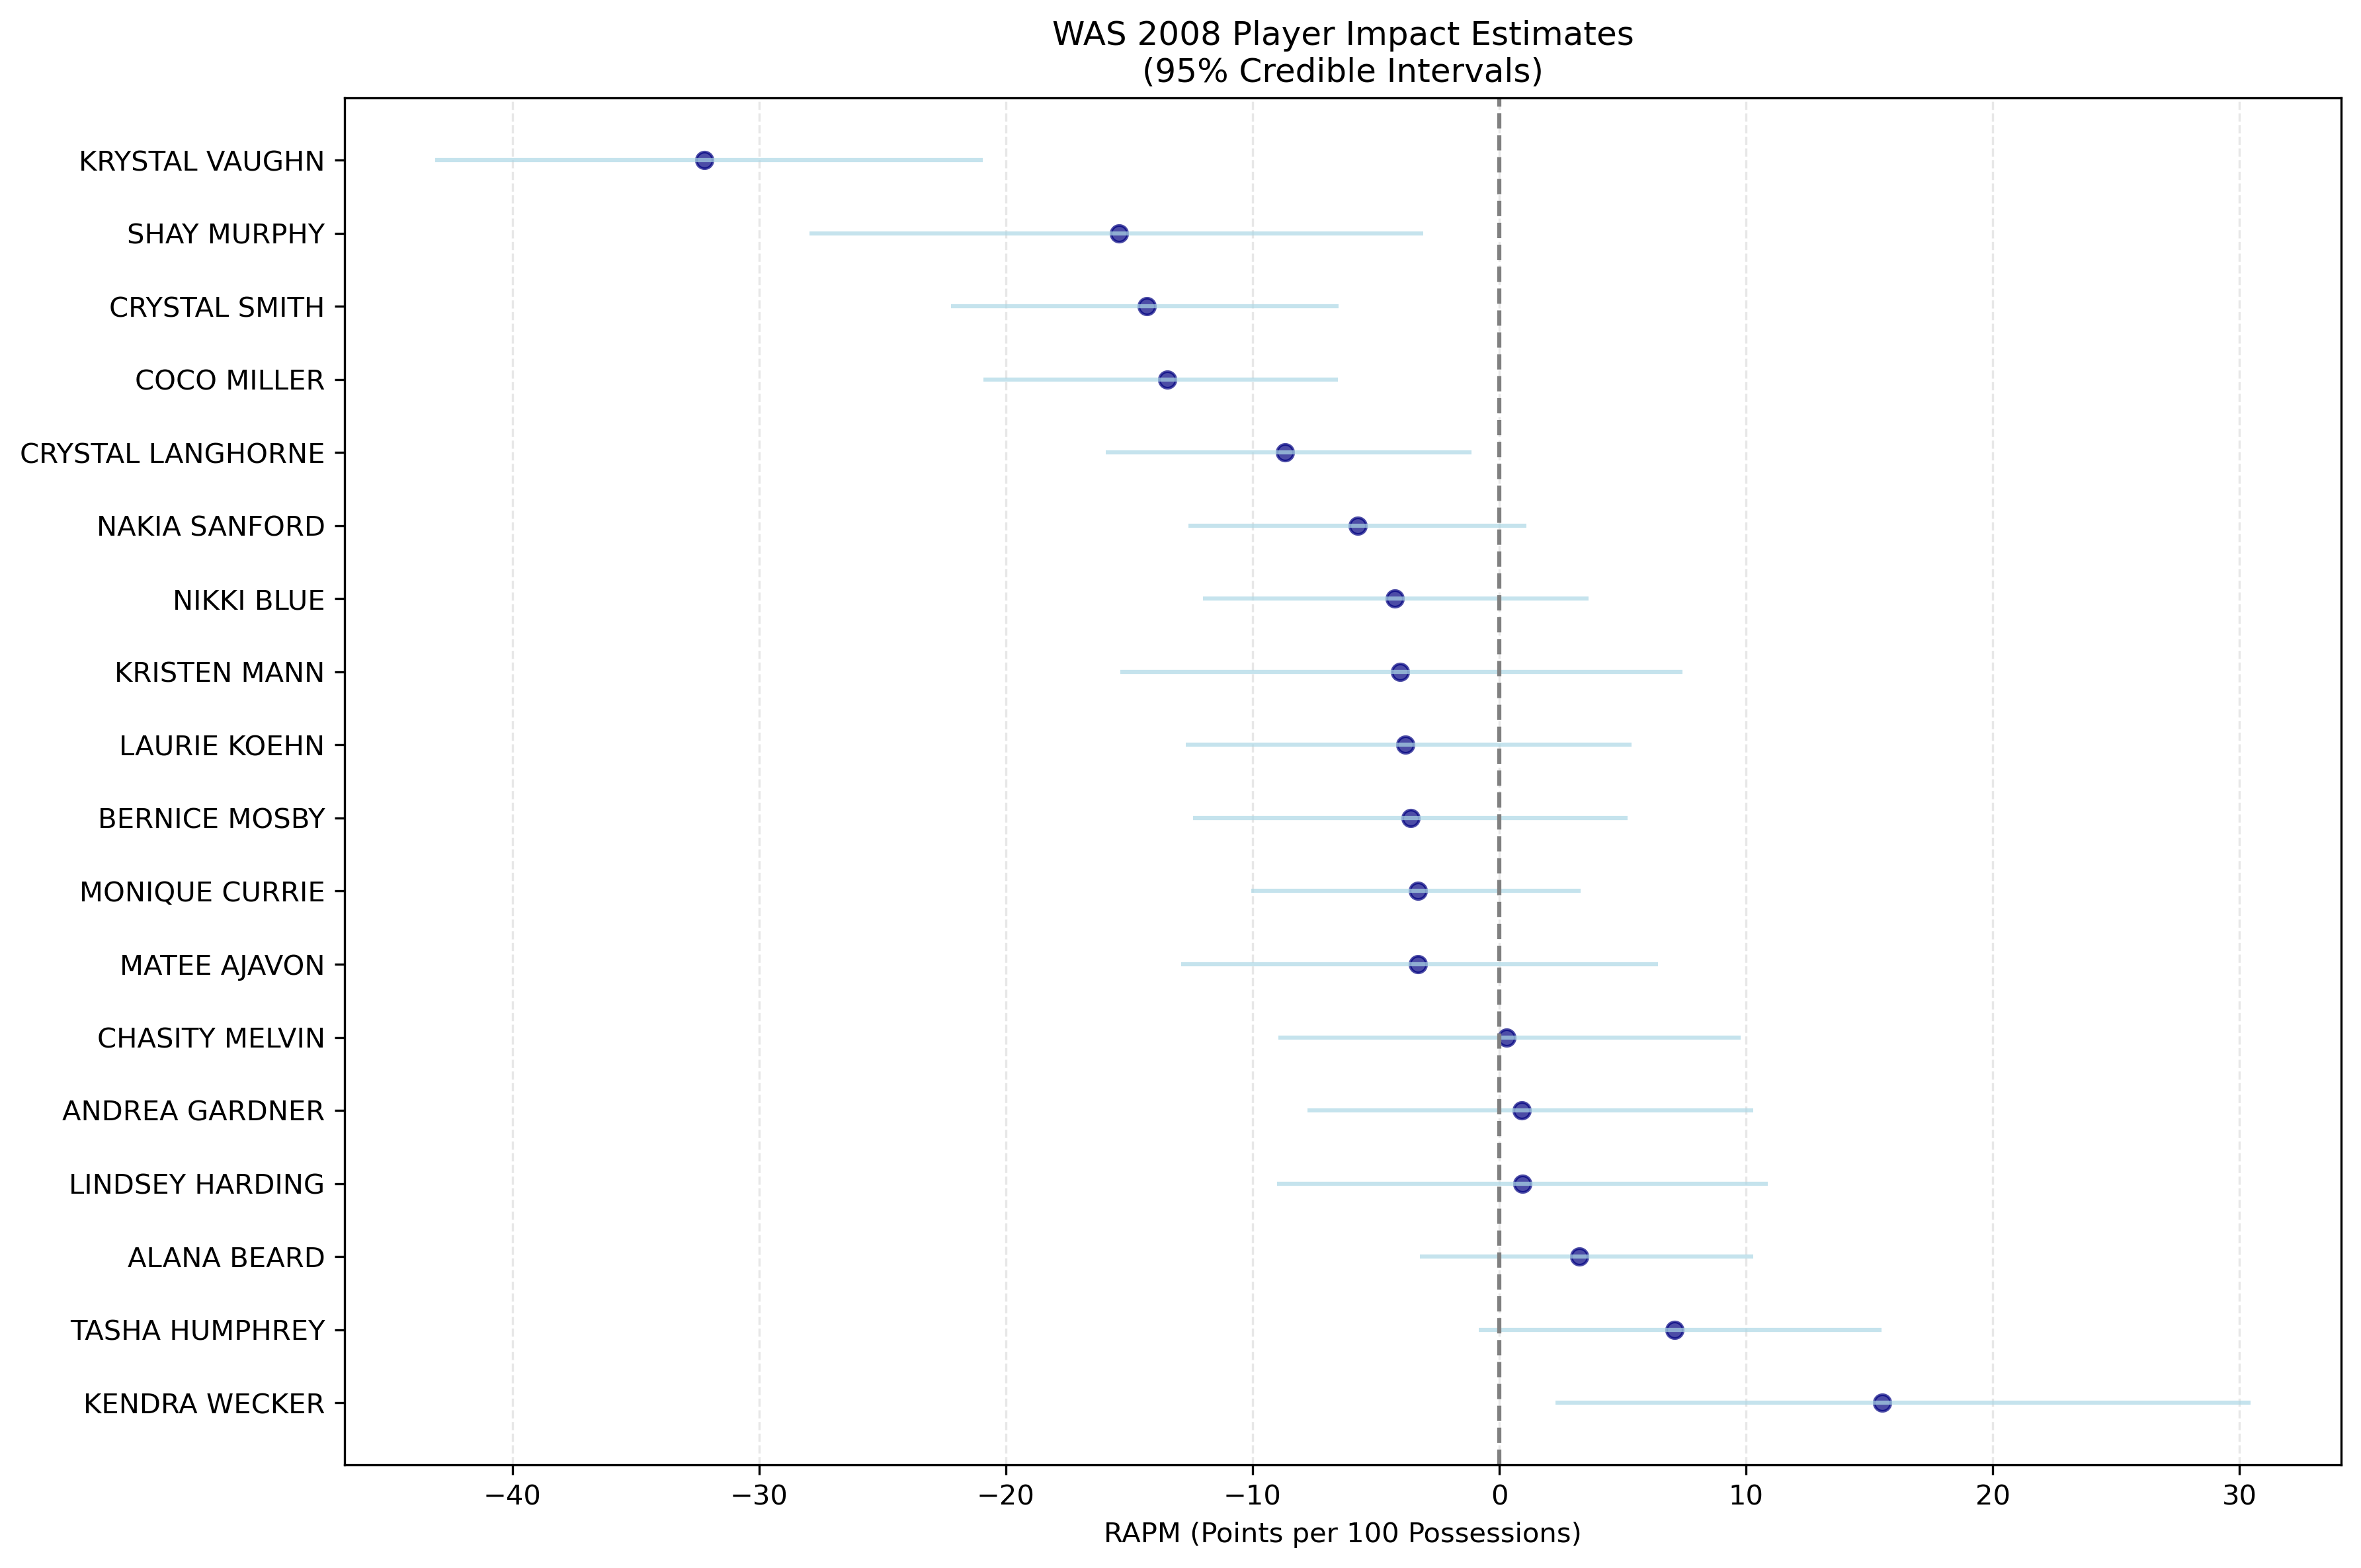 WAS 2008 Player Impact Estimates
(95% Credible Intervals)
KRYSTAL VAUGHN
SHAY MURPHY
CRYSTAL SMITH
COCO MILLER
CRYSTAL LANGHORNE
NAKIA SANFORD
NIKKI BLUE
KRISTEN MANN
LAURIE KOEHN
BERNICE MOSBY
MONIQUE CURRIE
MATEE AJAVON
CHASITY MELVIN
ANDREA GARDNER
LINDSEY HARDING
ALANA BEARD
TASHA HUMPHREY
KENDRA WECKER
−40 −30 −20 −10 0 10 20 30
RAPM (Points per 100 Possessions)